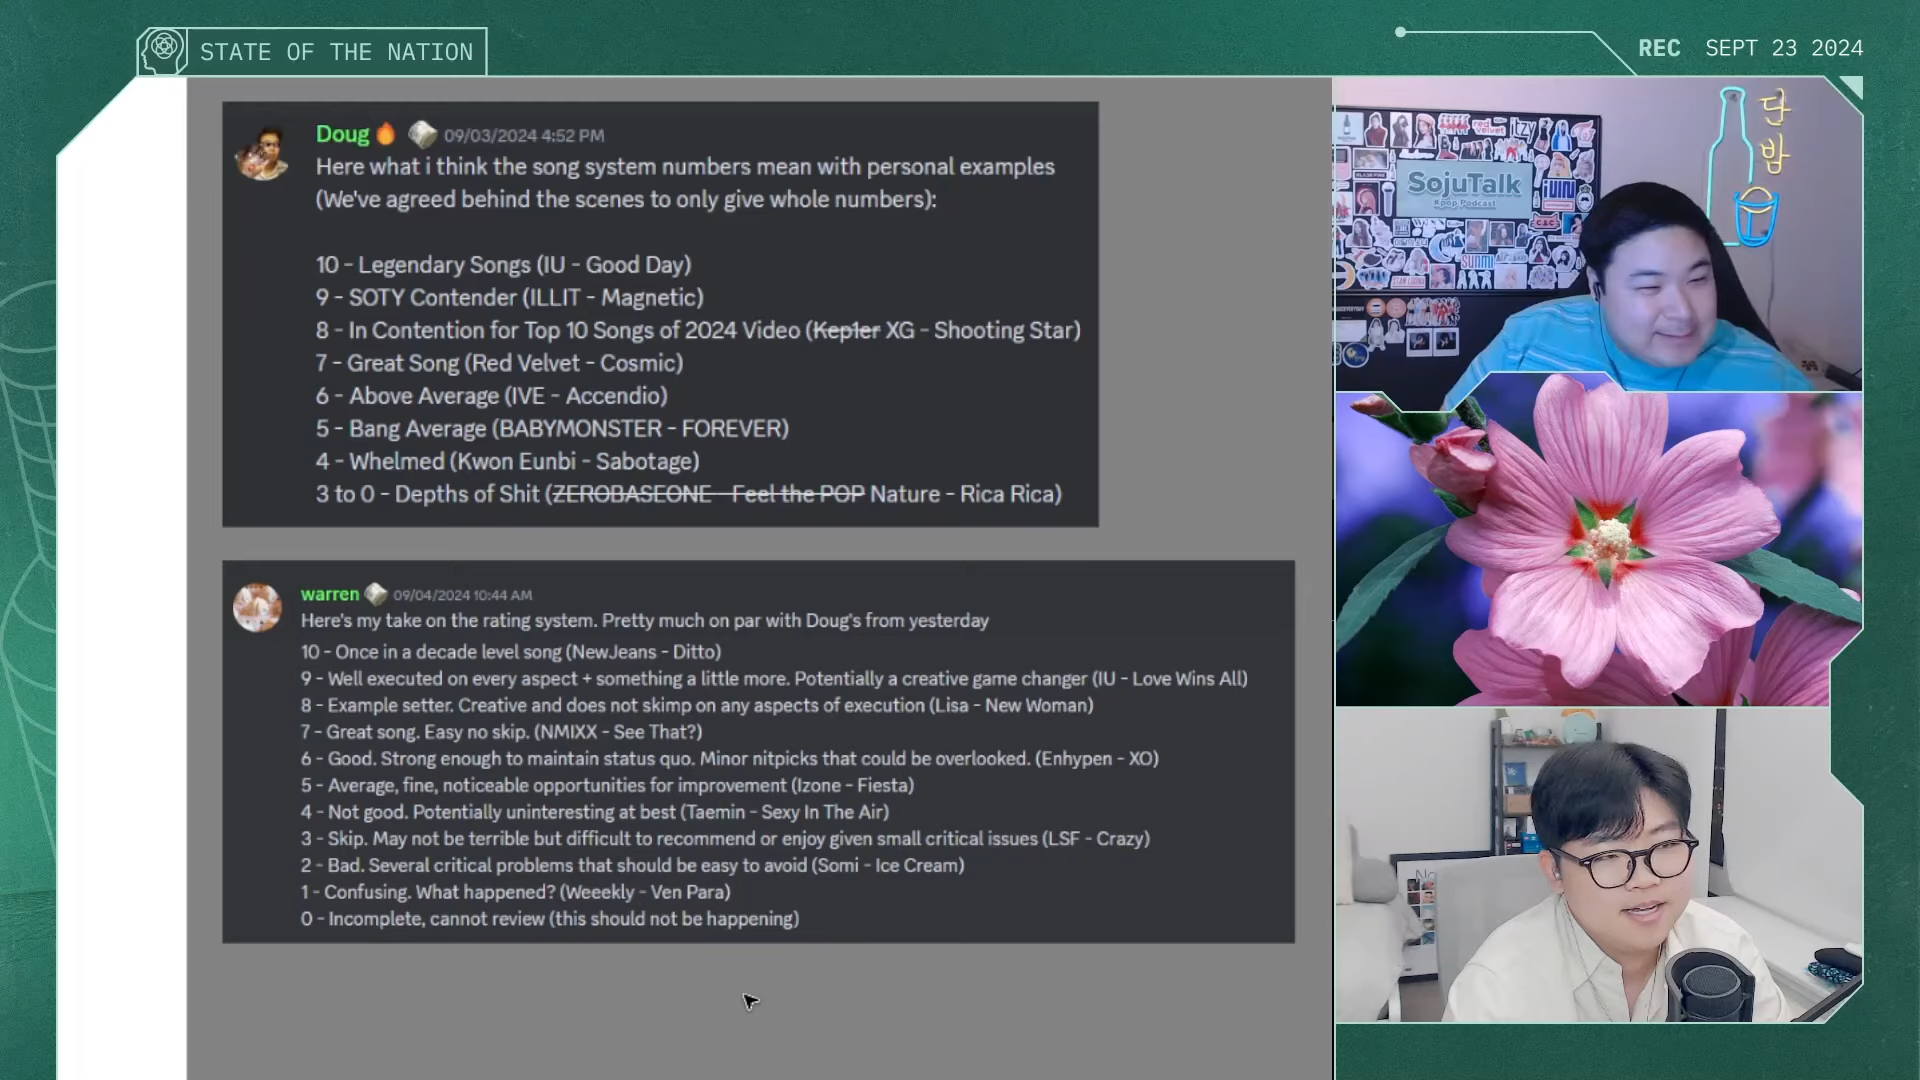 STATE OF THE NATION
REC SEPT 23 2024
Doug 09/03/2024 4:52 PM
Here what i think the song system numbers mean with personal examples
(We've agreed behind the scenes to only give whole numbers):
10 - Legendary Songs (IU - Good Day)
9 - SOTY Contender (ILLIT - Magnetic)
8 - In Contention for Top 10 Songs of 2024 Video (Kep1er XG - Shooting Star)
7 - Great Song (Red Velvet - Cosmic)
6 - Above Average (IVE - Accendio)
5 - Bang Average (BABYMONSTER - FOREVER)
4 - Whelmed (Kwon Eunbi - Sabotage)
3 to 0 - Depths of Shit (ZEROBASEONE - Feel the POP Nature - Rica Rica)
warren 09/04/2024 10:44 AM
Here's my take on the rating system. Pretty much on par with Doug's from yesterday
10 - Once in a decade level song (NewJeans - Ditto)
9 - Well executed on every aspect + something a little more. Potentially a creative game changer (IU - Love Wins All)
8 - Example setter. Creative and does not skimp on any aspects of execution (Lisa - New Woman)
7 - Great song. Easy no skip. (NMIXX - See That?)
6 - Good. Strong enough to maintain status quo. Minor nitpicks that could be overlooked. (Enhypen - XO)
5 - Average, fine, noticeable opportunities for improvement (Izone - Fiesta)
4 - Not good. Potentially uninteresting at best (Taemin - Sexy In The Air)
3 - Skip. May not be terrible but difficult to recommend or enjoy given small critical issues (LSF - Crazy)
2 - Bad. Several critical problems that should be easy to avoid (Somi - Ice Cream)
1 - Confusing. What happened? (Weeekly - Ven Para)
0 - Incomplete, cannot review (this should not be happening)
단
밤
red velvet
itzy
SojuTalk
#pop Podcast
SUNMI